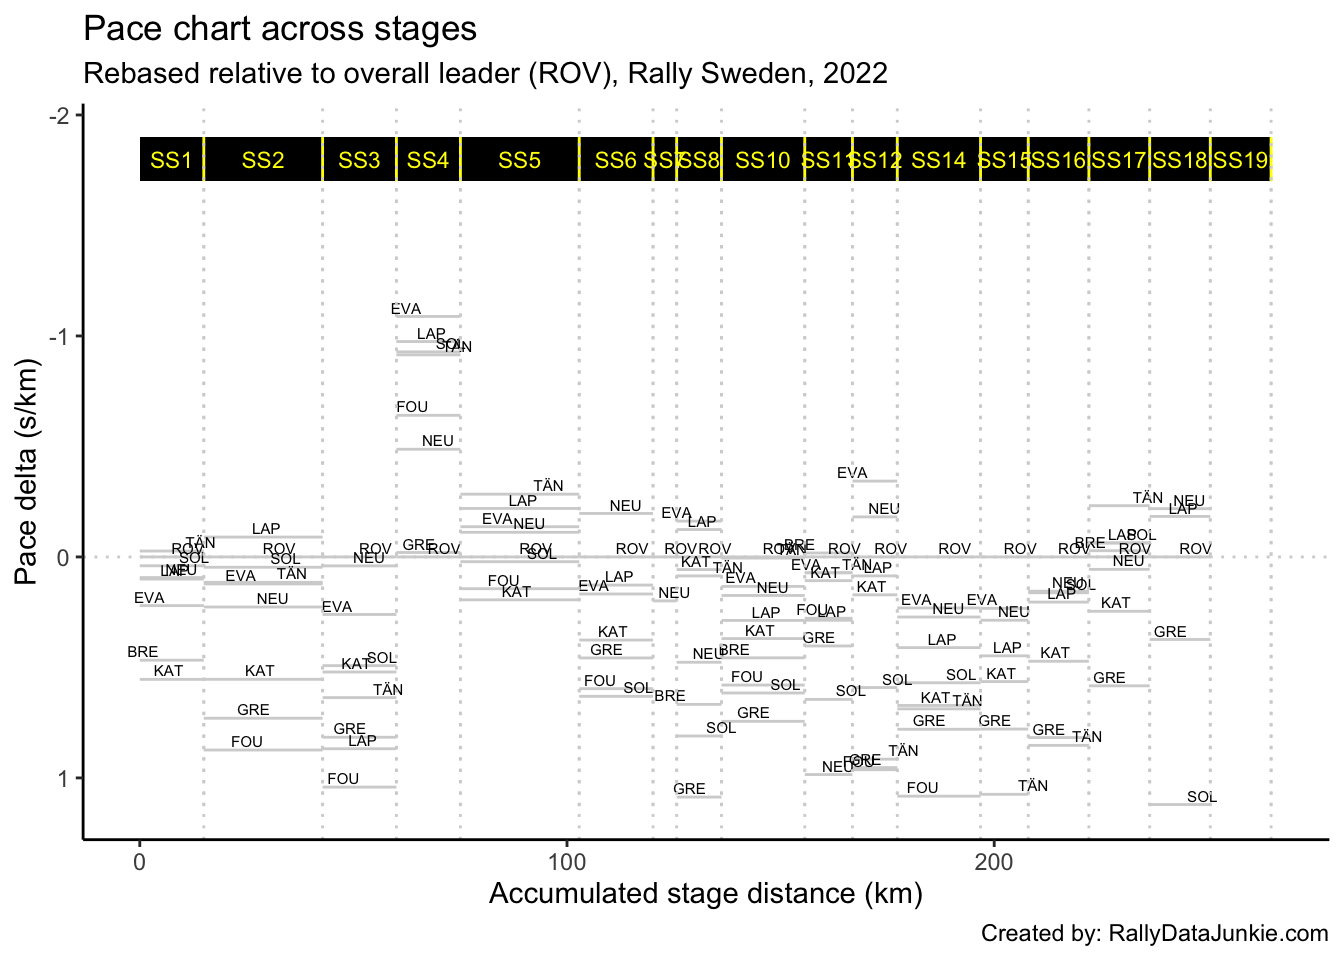 Pace chart across stages
Rebased relative to overall leader (ROV), Rally Sweden, 2022
Pace delta (s/km)
-2
-1
0
1
SS1 SS2 SS3 SS4 SS5 SS6 SS7 SS8 SS10 SS11 SS12 SS14 SS15 SS16 SS17 SS18 SS19
EVA
LAP
SOL
TÄN
FOU
NEU
GRE ROV
TÄN
ROV
SOL
LAP NEU
EVA
BRE
KAT
LAP
ROV
SOL
EVA TÄN
NEU
KAT
GRE
FOU
ROV
NEU
EVA
SOL
KAT
TÄN
GRE
LAP
FOU
TÄN
LAP
EVA
NEU
ROV
SOL
FOU
KAT
NEU
ROV
LAP
EVA
KAT
GRE
FOU
SOL
ROV
NEU
BRE
EVA
LAP
ROV
KAT
TÄN
NEU
SOL
GRE
ROV
TÄN
EVA
NEU
LAP
KAT
BRE
FOU
SOL
GRE
BRE
ROV
EVA
KAT
FOU LAP
GRE
SOL
NEU
EVA
NEU
ROV
TÄN
LAP
KAT
SOL
TÄN
GRE
FOU
ROV
EVA
NEU
LAP
SOL
KAT
TÄN
GRE
FOU
ROV
EVA
NEU
LAP
KAT
GRE
TÄN
ROV
NEU
SOL
LAP
KAT
GRE
TÄN
TÄN
LAP SOL
BRE
ROV
NEU
KAT
GRE
NEU
LAP
ROV
GRE
SOL
0 100 200
Accumulated stage distance (km)
Created by: RallyDataJunkie.com